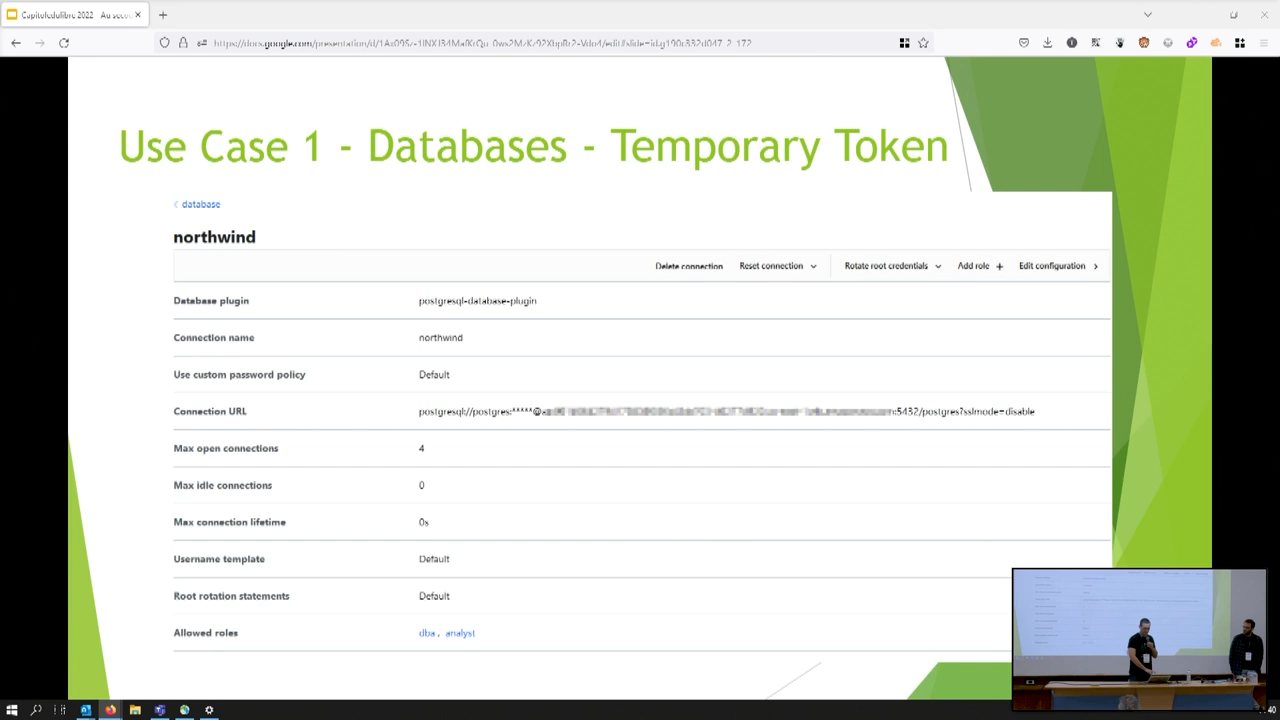 Capitoledulibre 2022 - Au secou
Use Case 1 - Databases - Temporary Token
database
northwind
Delete connection Reset connection Rotate root credentials Add role + Edit configuration
Database plugin postgresql-database-plugin
Connection name northwind
Use custom password policy Default
Connection URL postgresql://postgres:*****@a :5432/postgres?sslmode=disable
Max open connections 4
Max idle connections 0
Max connection lifetime 0s
Username template Default
Root rotation statements Default
Allowed roles dba, analyst